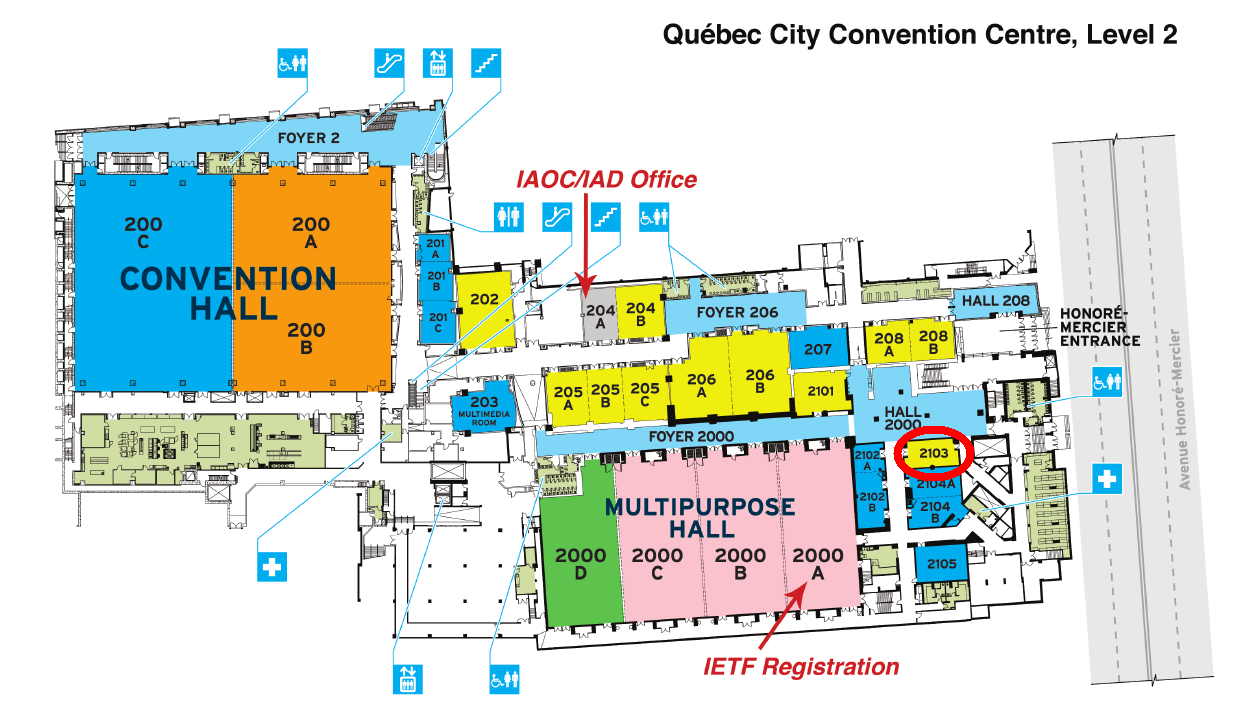 Québec City Convention Centre, Level 2
FOYER 2
IAOC/IAD Office
200
C
200
A
CONVENTION
HALL
200
B
201
A
201
B
201
C
202
204
A
204
B
FOYER 206
HALL 208
HONORÉ-
MERCIER
ENTRANCE
207
208
A
208
B
203
MULTIMEDIA
ROOM
205
A
205
B
205
C
206
A
206
B
2101
HALL
2000
FOYER 2000
2102
A
2103
2104A
2102
B
2104
B
2105
MULTIPURPOSE
HALL
2000
D
2000
C
2000
B
2000
A
IETF Registration
Avenue Honoré-Mercier